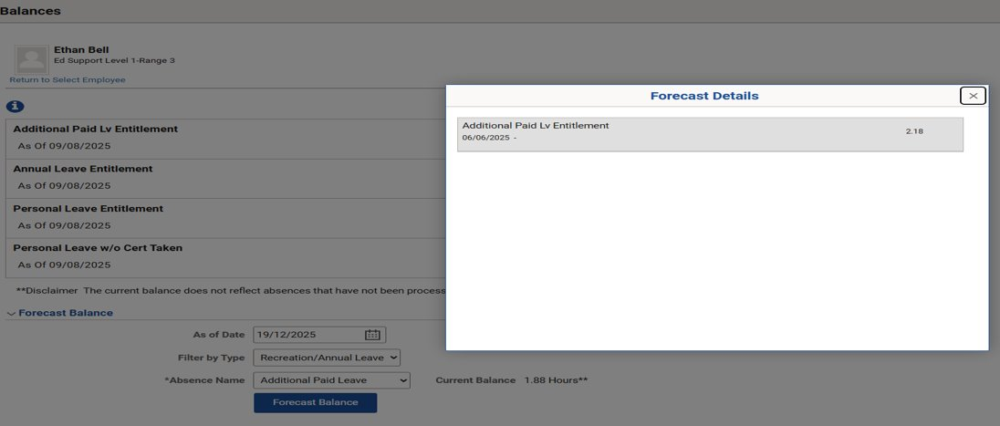 Balances
Ethan Bell
Ed Support Level 1-Range 3
Return to Select Employee
Additional Paid Lv Entitlement
As Of 09/08/2025
Annual Leave Entitlement
As Of 09/08/2025
Personal Leave Entitlement
As Of 09/08/2025
Personal Leave w/o Cert Taken
As Of 09/08/2025
**Disclaimer  The current balance does not reflect absences that have not been process
Forecast Balance
As of Date 19/12/2025
Filter by Type Recreation/Annual Leave
*Absence Name Additional Paid Leave Current Balance 1.88 Hours**
Forecast Balance
Forecast Details
Additional Paid Lv Entitlement 2.18
06/06/2025 -